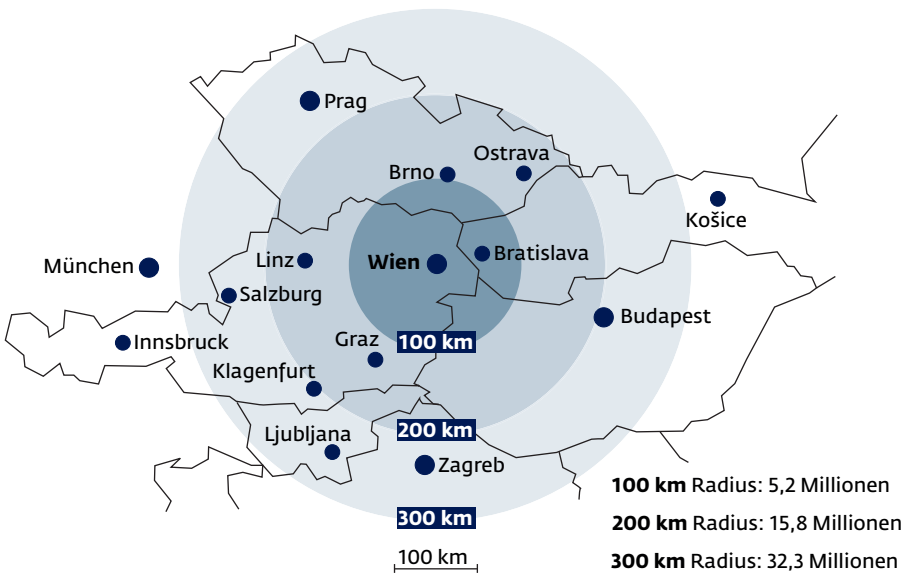 Prag
Ostrava
Brno
Košice
Bratislava
Linz
Wien
München
Salzburg
Budapest
Innsbruck
Graz
100 km
Klagenfurt
200 km
Ljubljana
Zagreb
100 km Radius: 5,2 Millionen
300 km
200 km Radius: 15,8 Millionen
100 km
300 km Radius: 32,3 Millionen